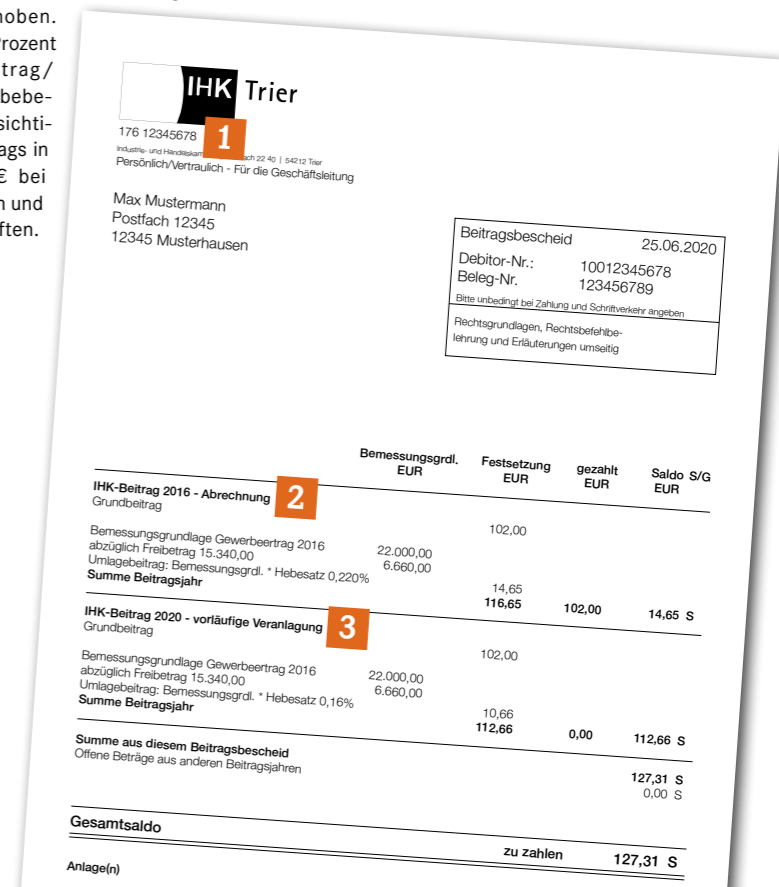 hoben.
Prozent
trag/
bebe-
sichti-
ags in
€ bei
n und
ften.
IHK Trier
176 12345678
1
Industrie- und Handelskam ach 22 40 | 54212 Trier
Persönlich/Vertraulich - Für die Geschäftsleitung
Max Mustermann
Postfach 12345
12345 Musterhausen
Beitragsbescheid 25.06.2020
Debitor-Nr.: 10012345678
Beleg-Nr. 123456789
Bitte unbedingt bei Zahlung und Schriftverkehr angeben
Rechtsgrundlagen, Rechtsbefehlbe-
lehrung und Erläuterungen umseitig
Bemessungsgrdl. Festsetzung gezahlt Saldo S/G
EUR EUR EUR EUR
IHK-Beitrag 2016 - Abrechnung 2
Grundbeitrag 102,00
Bemessungsgrundlage Gewerbeertrag 2016 22.000,00
abzüglich Freibetrag 15.340,00 6.660,00
Umlagebeitrag: Bemessungsgrdl. * Hebesatz 0,220% 14,65
Summe Beitragsjahr 116,65 102,00 14,65 S
IHK-Beitrag 2020 - vorläufige Veranlagung 3
Grundbeitrag 102,00
Bemessungsgrundlage Gewerbeertrag 2016 22.000,00
abzüglich Freibetrag 15.340,00 6.660,00
Umlagebeitrag: Bemessungsgrdl. * Hebesatz 0,16% 10,66
Summe Beitragsjahr 112,66 0,00 112,66 S
Summe aus diesem Beitragsbescheid 127,31 S
Offene Beträge aus anderen Beitragsjahren 0,00 S
Gesamtsaldo zu zahlen 127,31 S
Anlage(n)